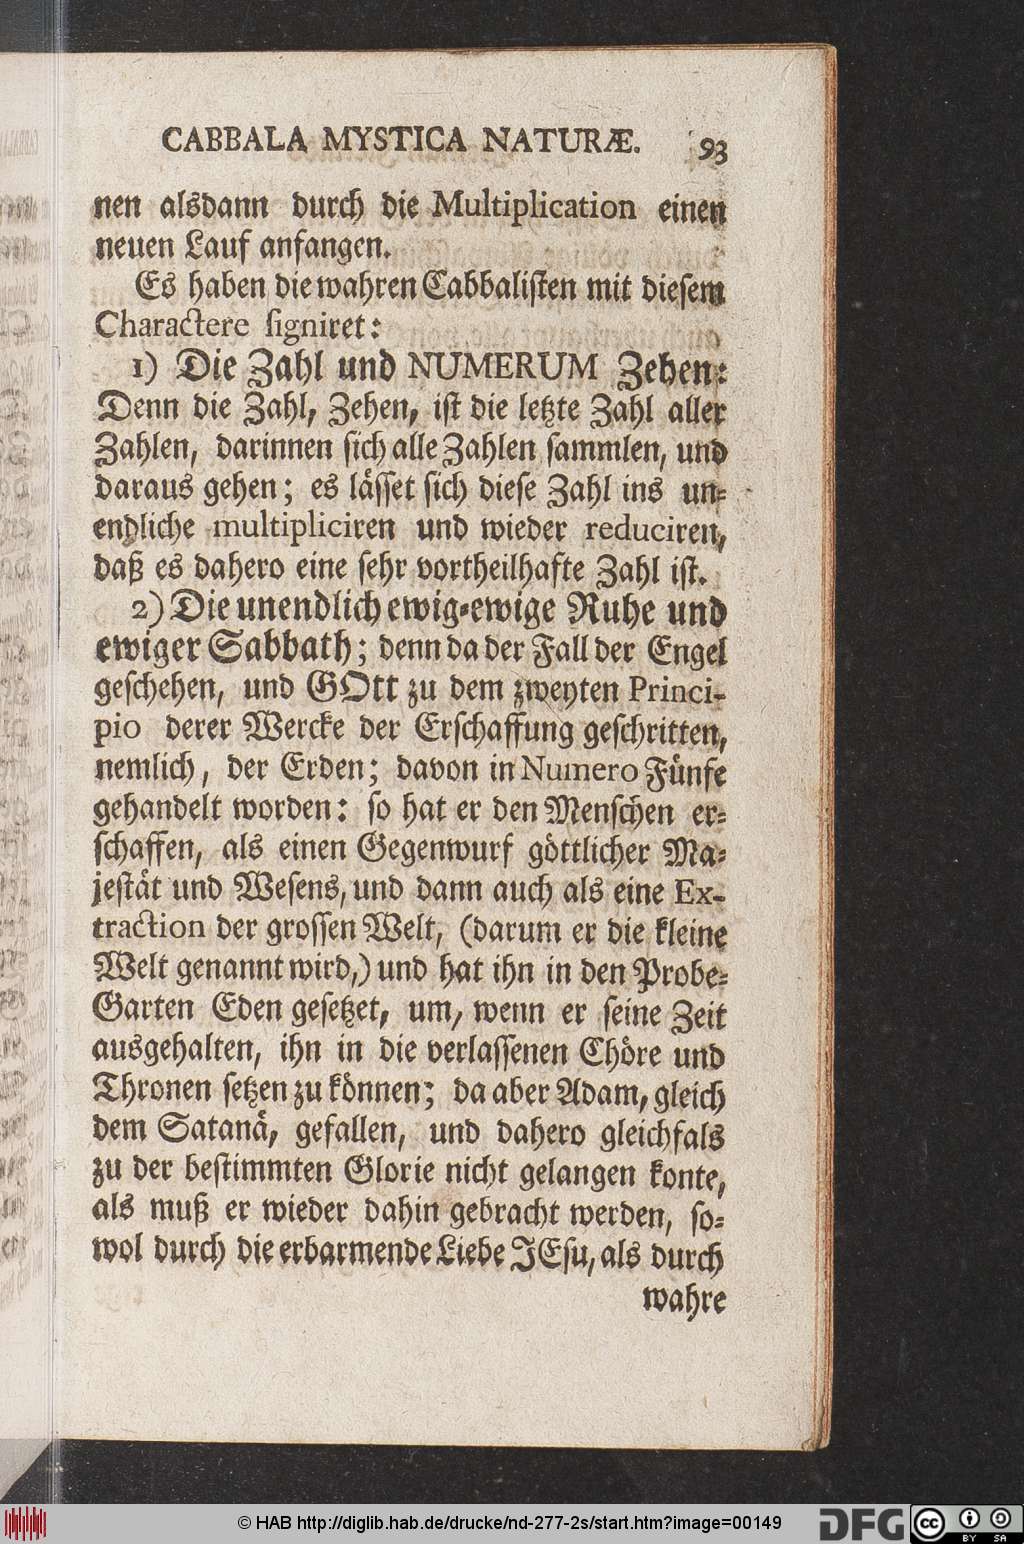 CABBALA MYSTICA NATURÆ. 93
nen alsdann durch die Multiplication einen
neuen Lauf anfangen.
Es haben die wahren Cabbalisten mit diesem
Charactere signiret:
1) Die Zahl und NUMERUM Zehen:
Denn die Zahl, Zehen, ist die letzte Zahl aller
Zahlen, darinnen sich alle Zahlen sammlen, und
daraus gehen; es lässet sich diese Zahl ins un-
endliche multipliciren und wieder reduciren,
daß es dahero eine sehr vortheilhafte Zahl ist.
2) Die unendlich ewig-ewige Ruhe und
ewiger Sabbath; denn da der Fall der Engel
geschehen, und GOtt zu dem zweyten Princi-
pio derer Wercke der Erschaffung geschritten,
nemlich, der Erden; davon in Numero Fünfe
gehandelt worden: so hat er den Menschen er-
schaffen, als einen Gegenwurf göttlicher Ma-
jestät und Wesens, und dann auch als eine Ex-
traction der grossen Welt, (darum er die kleine
Welt genannt wird,) und hat ihn in den Probe-
Garten Eden gesetzet, um, wenn er seine Zeit
ausgehalten, ihn in die verlassenen Chöre und
Thronen setzen zu können; da aber Adam, gleich
dem Satanä, gefallen, und dahero gleichfals
zu der bestimmten Glorie nicht gelangen konte,
als muß er wieder dahin gebracht werden, so-
wol durch die erbarmende Liebe JEsu, als durch
wahre
© HAB http://diglib.hab.de/drucke/nd-277-2s/start.htm?image=00149
DFG
cc BY SA